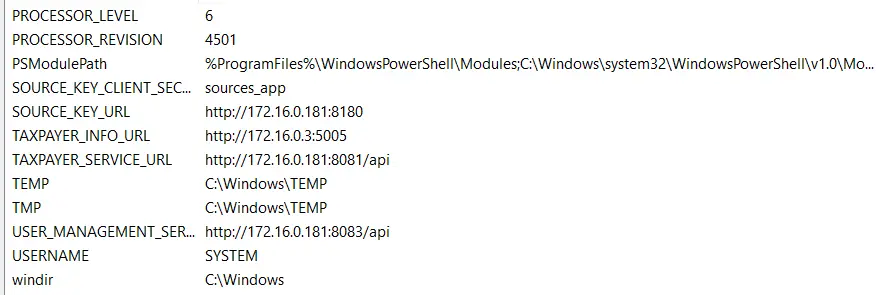 PROCESSOR_LEVEL 6
PROCESSOR_REVISION 4501
PSModulePath %ProgramFiles%\WindowsPowerShell\Modules;C:\Windows\system32\WindowsPowerShell\v1.0\Mo...
SOURCE_KEY_CLIENT_SEC... sources_app
SOURCE_KEY_URL http://172.16.0.181:8180
TAXPAYER_INFO_URL http://172.16.0.3:5005
TAXPAYER_SERVICE_URL http://172.16.0.181:8081/api
TEMP C:\Windows\TEMP
TMP C:\Windows\TEMP
USER_MANAGEMENT_SER... http://172.16.0.181:8083/api
USERNAME SYSTEM
windir C:\Windows